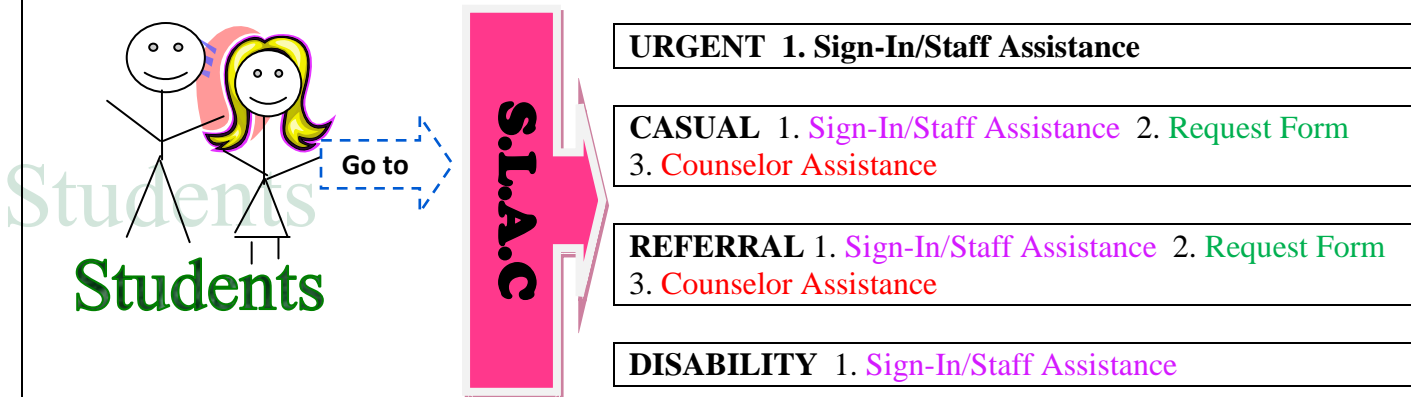 Students
Students
Go to
S.L.A.C
URGENT 1. Sign-In/Staff Assistance
CASUAL 1. Sign-In/Staff Assistance 2. Request Form
3. Counselor Assistance
REFERRAL 1. Sign-In/Staff Assistance 2. Request Form
3. Counselor Assistance
DISABILITY 1. Sign-In/Staff Assistance